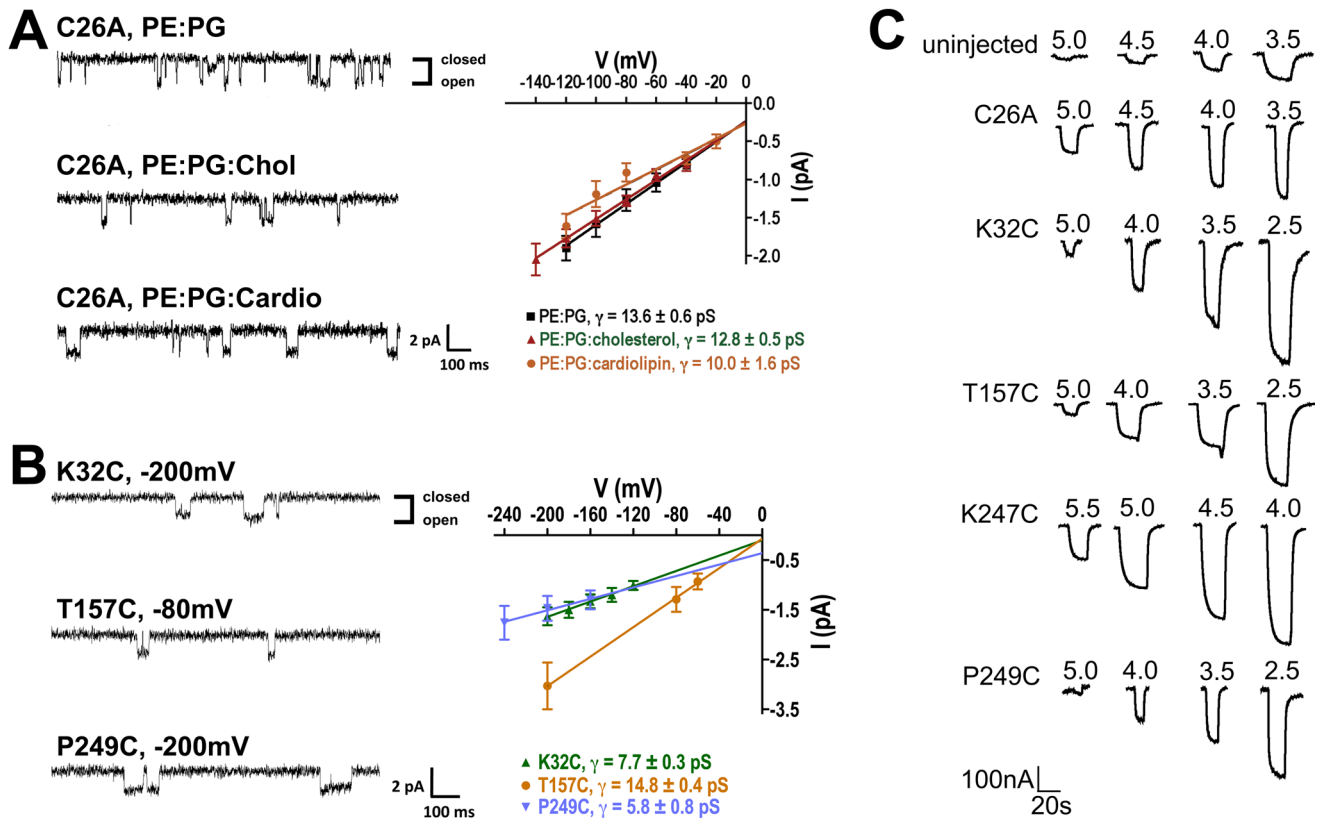 A
C26A, PE:PG
closed
open
C26A, PE:PG:Chol
C26A, PE:PG:Cardio
2 pA
100 ms
V (mV)
-140 -120 -100 -80 -60 -40 0
0.0
-0.5
-1.0
-1.5
-2.0
I (pA)
PE:PG, γ = 13.6 ± 0.6 pS
PE:PG:cholesterol, γ = 12.8 ± 0.5 pS
PE:PG:cardiolipin, γ = 10.0 ± 1.6 pS
B
K32C, -200mV
closed
open
T157C, -80mV
P249C, -200mV
2 pA
100 ms
V (mV)
-240 -200 -160 -120 -80 -40 0
-0.5
-1.5
-2.5
-3.5
I (pA)
K32C, γ = 7.7 ± 0.3 pS
T157C, γ = 14.8 ± 0.4 pS
P249C, γ = 5.8 ± 0.8 pS
C
uninjected 5.0 4.5 4.0 3.5
C26A 5.0 4.5 4.0 3.5
K32C 5.0 4.0 3.5 2.5
T157C 5.0 4.0 3.5 2.5
K247C 5.5 5.0 4.5 4.0
P249C 5.0 4.0 3.5 2.5
100nA
20s